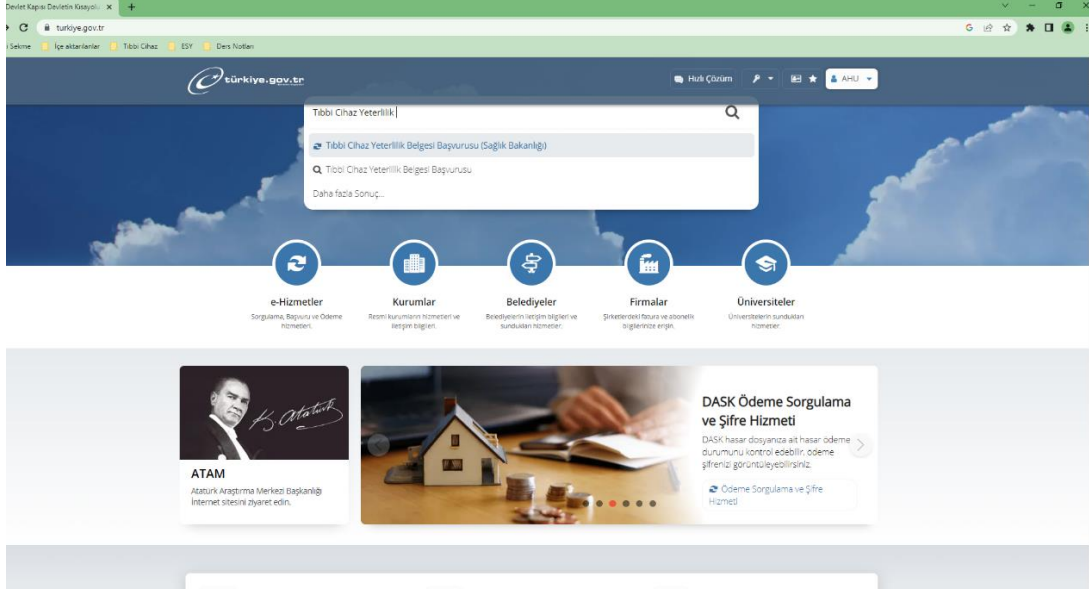 Devlet Kapısı Devletin Kısayolu
turkiye.gov.tr
Sekme
İçe aktarılanlar
Tıbbi Cihaz
ESY
Ders Notları
türkiye.gov.tr
Hızlı Çözüm
AHU
Tıbbi Cihaz Yeterlilik
Tıbbi Cihaz Yeterlilik Belgesi Başvurusu (Sağlık Bakanlığı)
Tıbbi Cihaz Yeterlilik Belgesi Başvurusu
Daha fazla Sonuç...
e-Hizmetler
Sorgulama, Başvuru ve Ödeme
hizmetleri.
Kurumlar
Resmi kurumların hizmetleri ve
iletişim bilgileri.
Belediyeler
Belediyelerin iletişim bilgileri ve
sundukları hizmetler.
Firmalar
Şirketlerdeki fatura ve abonelik
bilgilerinize erişin.
Üniversiteler
Üniversitelerin sundukları
hizmetler.
K. Atatürk
ATAM
Atatürk Araştırma Merkezi Başkanlığı
İnternet sitesini ziyaret edin.
DASK Ödeme Sorgulama
ve Şifre Hizmeti
DASK hasar dosyanıza ait hasar ödeme
durumunu kontrol edebilir, ödeme
şifrenizi görüntüleyebilirsiniz.
Ödeme Sorgulama ve Şifre
Hizmeti